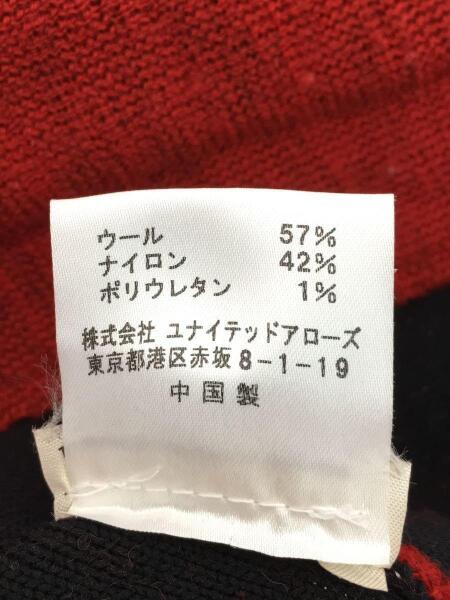 ウール 57%
ナイロン 42%
ポリウレタン 1%
株式会社 ユナイテッドアローズ
東京都港区赤坂 8-1-19
中国製